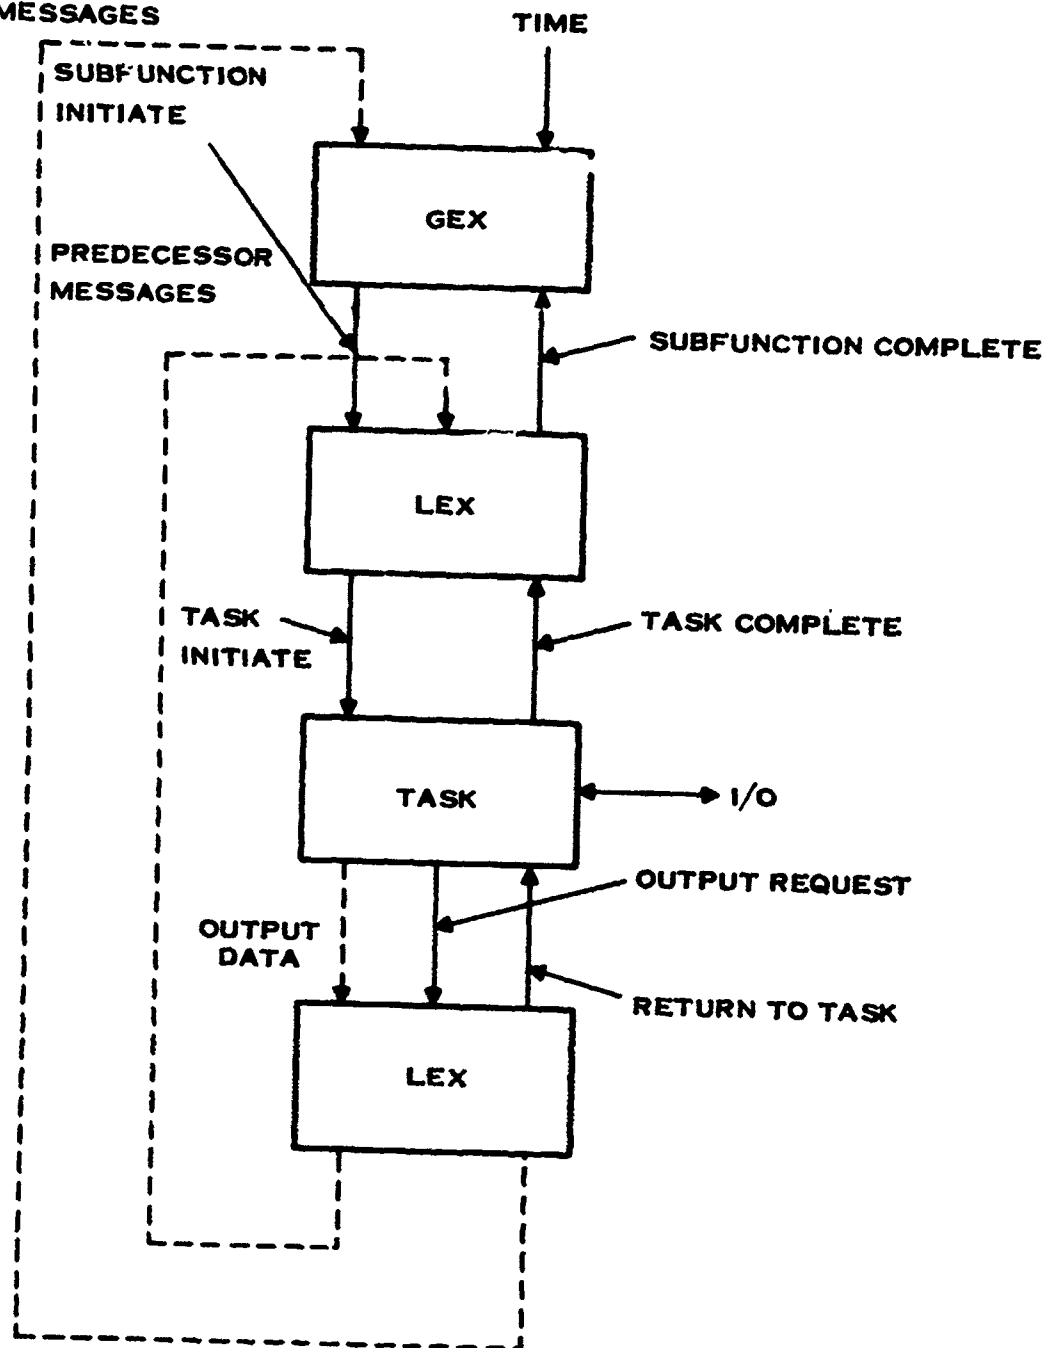 MESSAGES
TIME
SUBFUNCTION
INITIATE
GEX
PREDECESSOR
MESSAGES
SUBFUNCTION COMPLETE
LEX
TASK
INITIATE
TASK COMPLETE
TASK
I/O
OUTPUT REQUEST
OUTPUT
DATA
RETURN TO TASK
LEX